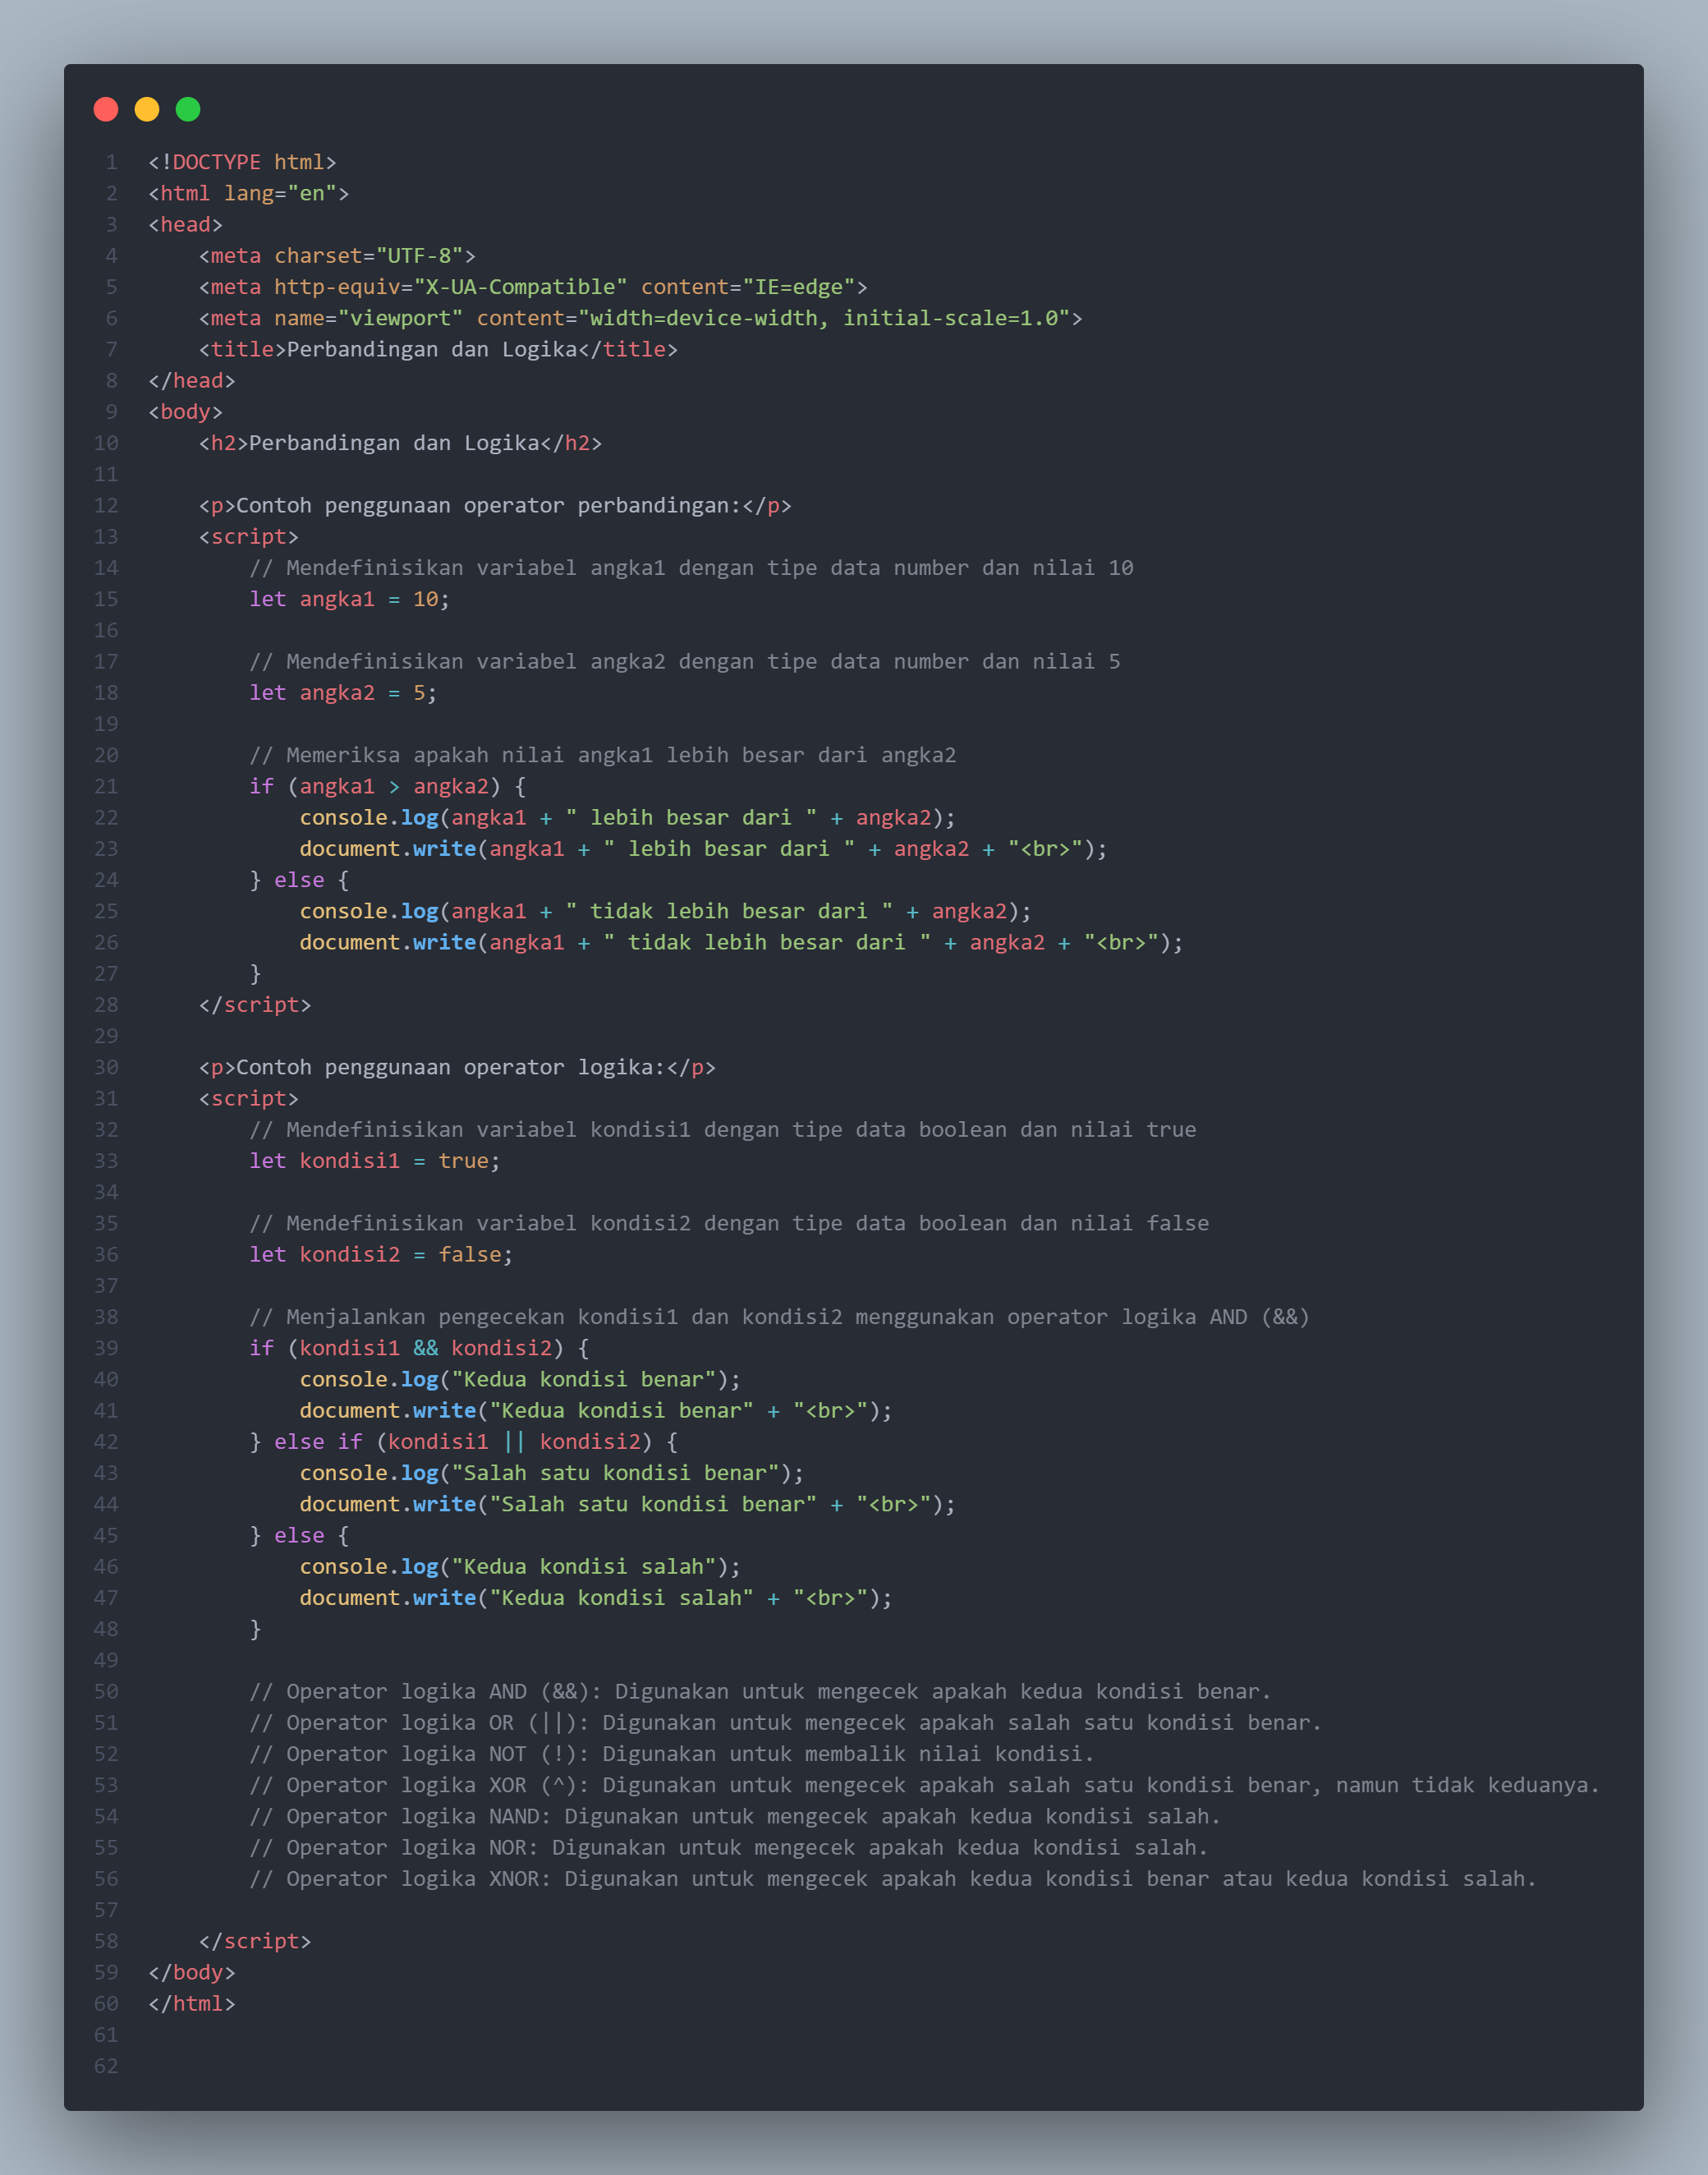 1 <!DOCTYPE html>
2 <html lang="en">
3 <head>
4     <meta charset="UTF-8">
5     <meta http-equiv="X-UA-Compatible" content="IE=edge">
6     <meta name="viewport" content="width=device-width, initial-scale=1.0">
7     <title>Perbandingan dan Logika</title>
8 </head>
9 <body>
10     <h2>Perbandingan dan Logika</h2>
11
12     <p>Contoh penggunaan operator perbandingan:</p>
13     <script>
14         // Mendefinisikan variabel angka1 dengan tipe data number dan nilai 10
15         let angka1 = 10;
16
17         // Mendefinisikan variabel angka2 dengan tipe data number dan nilai 5
18         let angka2 = 5;
19
20         // Memeriksa apakah nilai angka1 lebih besar dari angka2
21         if (angka1 > angka2) {
22             console.log(angka1 + " lebih besar dari " + angka2);
23             document.write(angka1 + " lebih besar dari " + angka2 + "<br>");
24         } else {
25             console.log(angka1 + " tidak lebih besar dari " + angka2);
26             document.write(angka1 + " tidak lebih besar dari " + angka2 + "<br>");
27         }
28     </script>
29
30     <p>Contoh penggunaan operator logika:</p>
31     <script>
32         // Mendefinisikan variabel kondisi1 dengan tipe data boolean dan nilai true
33         let kondisi1 = true;
34
35         // Mendefinisikan variabel kondisi2 dengan tipe data boolean dan nilai false
36         let kondisi2 = false;
37
38         // Menjalankan pengecekan kondisi1 dan kondisi2 menggunakan operator logika AND (&&)
39         if (kondisi1 && kondisi2) {
40             console.log("Kedua kondisi benar");
41             document.write("Kedua kondisi benar" + "<br>");
42         } else if (kondisi1 || kondisi2) {
43             console.log("Salah satu kondisi benar");
44             document.write("Salah satu kondisi benar" + "<br>");
45         } else {
46             console.log("Kedua kondisi salah");
47             document.write("Kedua kondisi salah" + "<br>");
48         }
49
50         // Operator logika AND (&&): Digunakan untuk mengecek apakah kedua kondisi benar.
51         // Operator logika OR (||): Digunakan untuk mengecek apakah salah satu kondisi benar.
52         // Operator logika NOT (!): Digunakan untuk membalik nilai kondisi.
53         // Operator logika XOR (^): Digunakan untuk mengecek apakah salah satu kondisi benar, namun tidak keduanya.
54         // Operator logika NAND: Digunakan untuk mengecek apakah kedua kondisi salah.
55         // Operator logika NOR: Digunakan untuk mengecek apakah kedua kondisi salah.
56         // Operator logika XNOR: Digunakan untuk mengecek apakah kedua kondisi benar atau kedua kondisi salah.
57
58     </script>
59 </body>
60 </html>
61
62